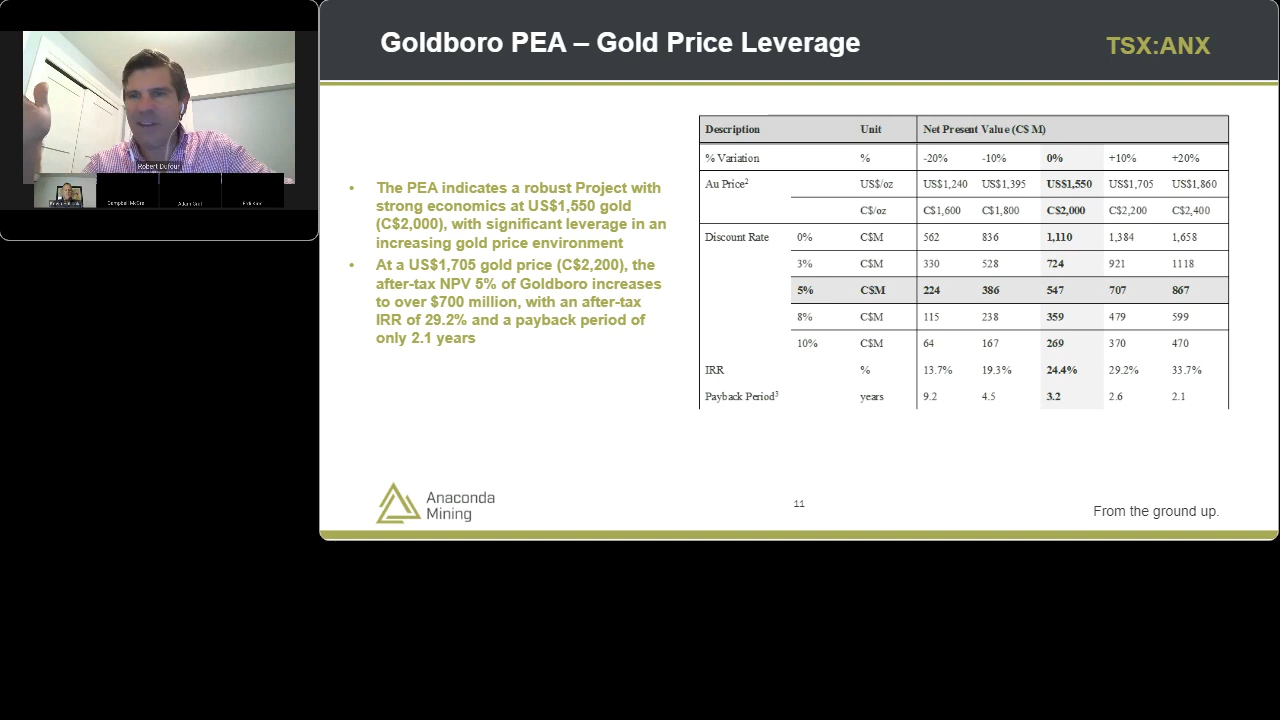 Goldboro PEA – Gold Price Leverage
TSX:ANX
Robert Dufour
• The PEA indicates a robust Project with
strong economics at US$1,550 gold
(C$2,000), with significant leverage in an
increasing gold price environment
• At a US$1,705 gold price (C$2,200), the
after-tax NPV 5% of Goldboro increases
to over $700 million, with an after-tax
IRR of 29.2% and a payback period of
only 2.1 years
Description Unit Net Present Value (C$ M)
% Variation % -20% -10% 0% +10% +20%
Au Price² US$/oz US$1,240 US$1,395 US$1,550 US$1,705 US$1,860
C$/oz C$1,600 C$1,800 C$2,000 C$2,200 C$2,400
Discount Rate 0% C$M 562 836 1,110 1,384 1,658
3% C$M 330 528 724 921 1118
5% C$M 224 386 547 707 867
8% C$M 115 238 359 479 599
10% C$M 64 167 269 370 470
IRR % 13.7% 19.3% 24.4% 29.2% 33.7%
Payback Period³ years 9.2 4.5 3.2 2.6 2.1
Anaconda
Mining
11
From the ground up.